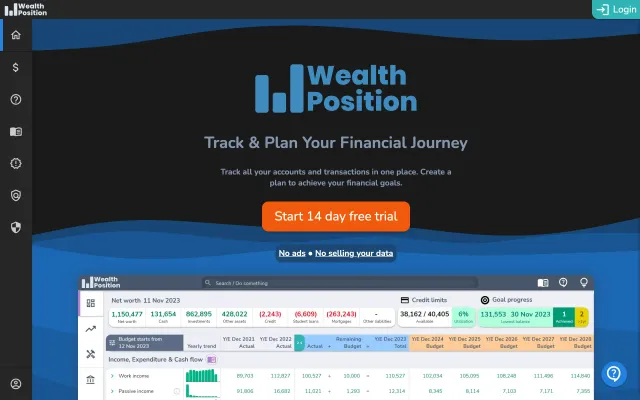 Wealth
Position
Login
Wealth
Position
Track & Plan Your Financial Journey
Track all your accounts and transactions in one place. Create a
plan to achieve your financial goals.
Start 14 day free trial
No ads ● No selling your data
Wealth
Position
Search / Do something
Net worth 11 Nov 2023
Credit limits
Goal progress
1,150,477 131,654 862,895 428,022 (2,243) (6,609) (263,243) -
Net worth Cash Investments Other assets Credit Student loans Mortgages Other liabilities
38,162 / 40,405 6%
Available Utilization
131,553 30 Nov 2023 1 2
Lowest balance Achieved
Budget starts from
12 Nov 2023
Yearly trend
Y/E Dec 2021 Y/E Dec 2022 Remaining Y/E Dec 2023 Y/E Dec 2024 Y/E Dec 2025 Y/E Dec 2026 Y/E Dec 2027 Y/E Dec 2028
Actual Actual Actual + Budget = Total Budget Budget Budget Budget Budget
Income, Expenditure & Cash flow
Work income 89,703 112,827 100,527 + 10,000 = 110,527 102,034 105,095 108,248 111,496 114,840
Passive income 91,806 16,682 11,021 + 1,293 = 12,314 8,345 8,114 7,103 7,171 7,355